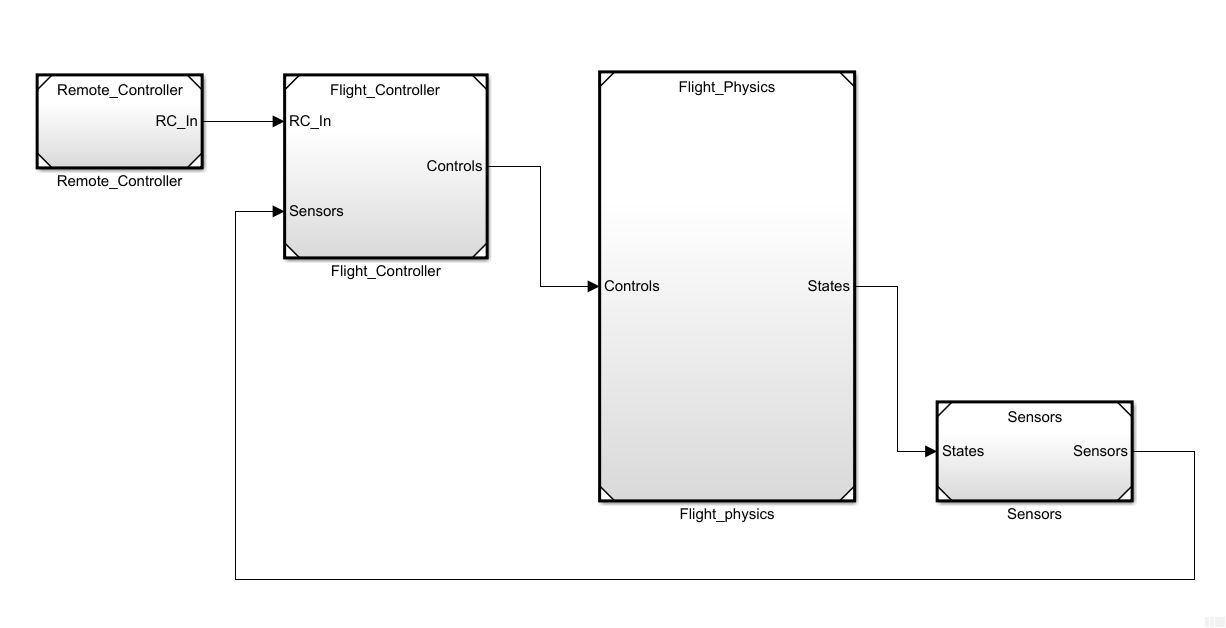 Remote_Controller
RC_In
Remote_Controller
Flight_Controller
RC_In
Controls
Sensors
Flight_Controller
Flight_Physics
Controls
States
Flight_physics
Sensors
States
Sensors
Sensors